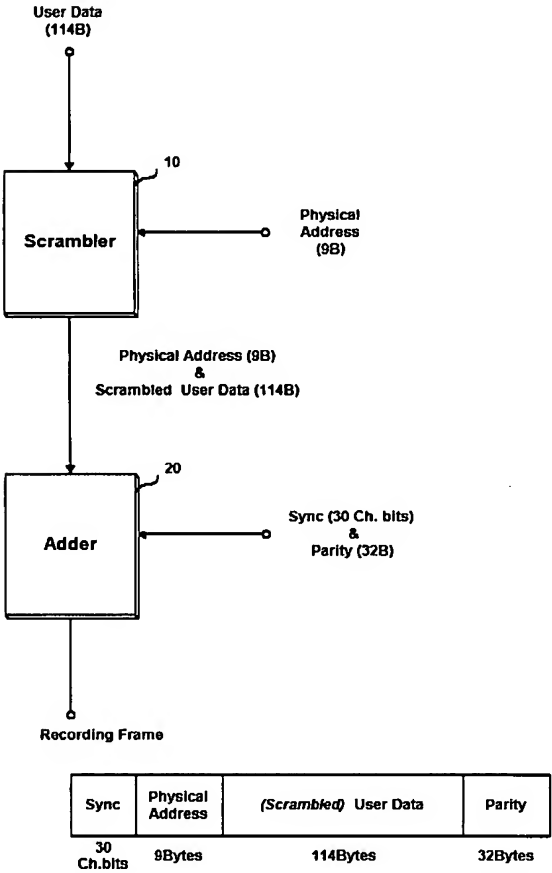 User Data
(114B)
10
Scrambler
Physical
Address
(9B)
Physical Address (9B)
&
Scrambled User Data (114B)
20
Adder
Sync (30 Ch. bits)
&
Parity (32B)
Recording Frame
Sync
Physical
Address
(Scrambled) User Data
Parity
30
Ch.bits
9Bytes
114Bytes
32Bytes